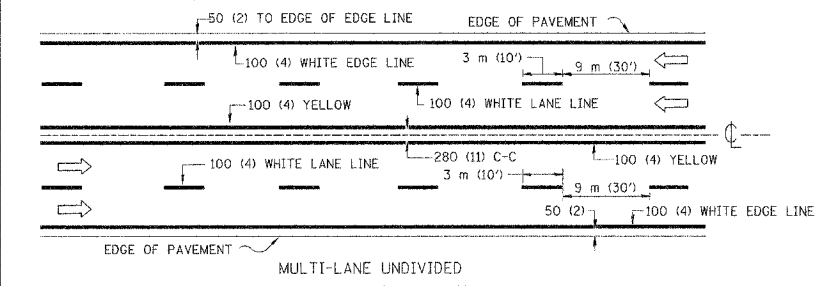 50 (2) TO EDGE OF EDGE LINE
EDGE OF PAVEMENT
100 (4) WHITE EDGE LINE
3 m (10')
9 m (30')
100 (4) YELLOW
100 (4) WHITE LANE LINE
℄
100 (4) WHITE LANE LINE
280 (11) C-C
100 (4) YELLOW
3 m (10')
9 m (30')
50 (2)
100 (4) WHITE EDGE LINE
EDGE OF PAVEMENT
MULTI-LANE UNDIVIDED